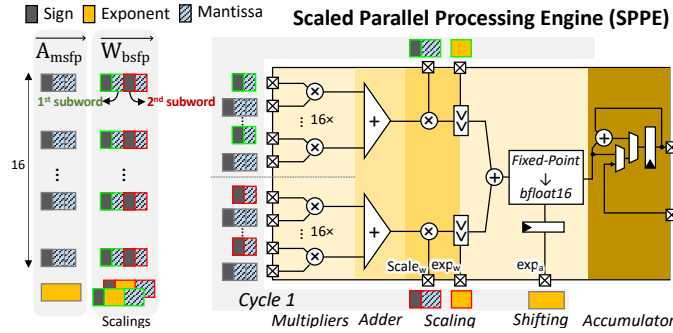 Sign Exponent Mantissa
Scaled Parallel Processing Engine (SPPE)
A_msfp W_bsfp
1st subword 2nd subword
16
Scalings
16×
16×
+
+
+
+
×
×
×
×
×
×
>>
>>
Fixed-Point
↓
bfloat16
Scale_w exp_w exp_a
Cycle 1
Multipliers Adder Scaling Shifting Accumulator